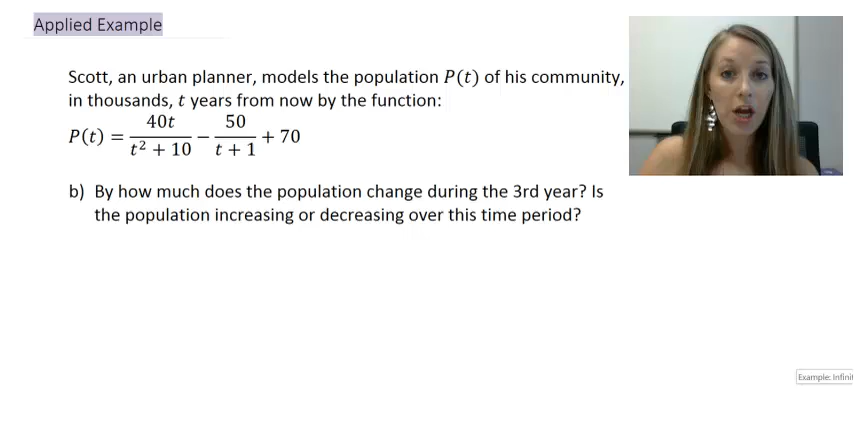 Applied Example
Scott, an urban planner, models the population P(t) of his community,
in thousands, t years from now by the function:
P(t) = 40t/(t² + 10) − 50/(t + 1) + 70
b) By how much does the population change during the 3rd year? Is
the population increasing or decreasing over this time period?
Example: Infinit